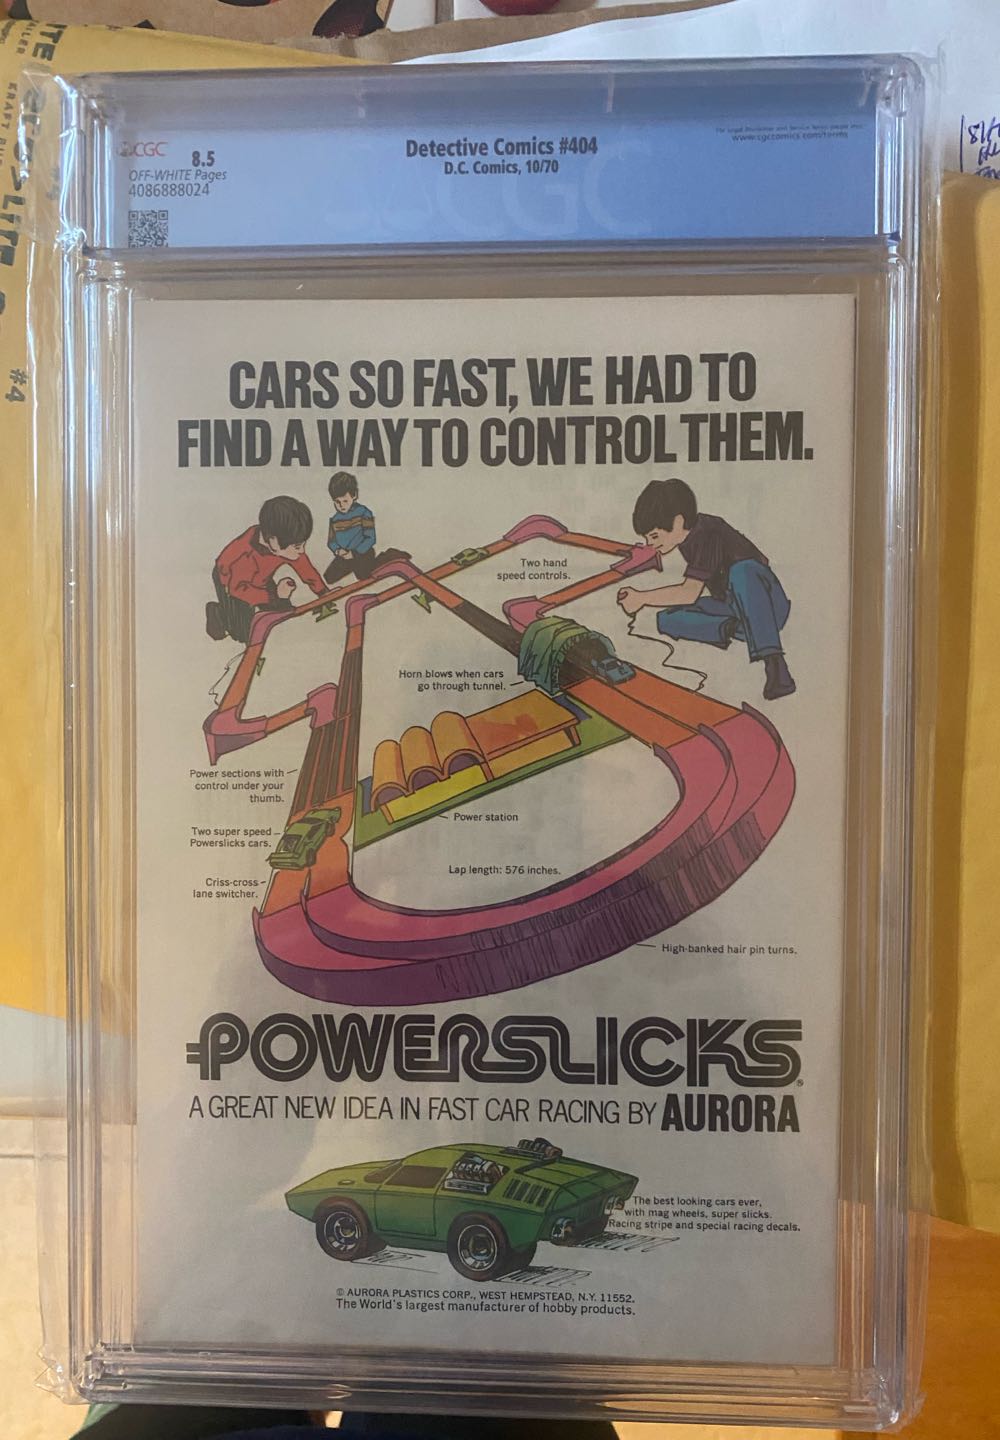 CGC 8.5
OFF-WHITE Pages
4086888024
Detective Comics #404
D.C. Comics, 10/70
www.cgccomics.com/terms
CGC
#4
CARS SO FAST, WE HAD TO
FIND A WAY TO CONTROL THEM.
Two hand
speed controls.
Horn blows when cars
go through tunnel.
Power sections with
control under your
thumb.
Power station
Two super speed
Powerslicks cars.
Lap length: 576 inches.
Criss-cross
lane switcher.
High-banked hair pin turns.
POWERSLICKS®
A GREAT NEW IDEA IN FAST CAR RACING BY AURORA
The best looking cars ever,
with mag wheels, super slicks.
Racing stripe and special racing decals.
© AURORA PLASTICS CORP., WEST HEMPSTEAD, N.Y. 11552.
The World's largest manufacturer of hobby products.